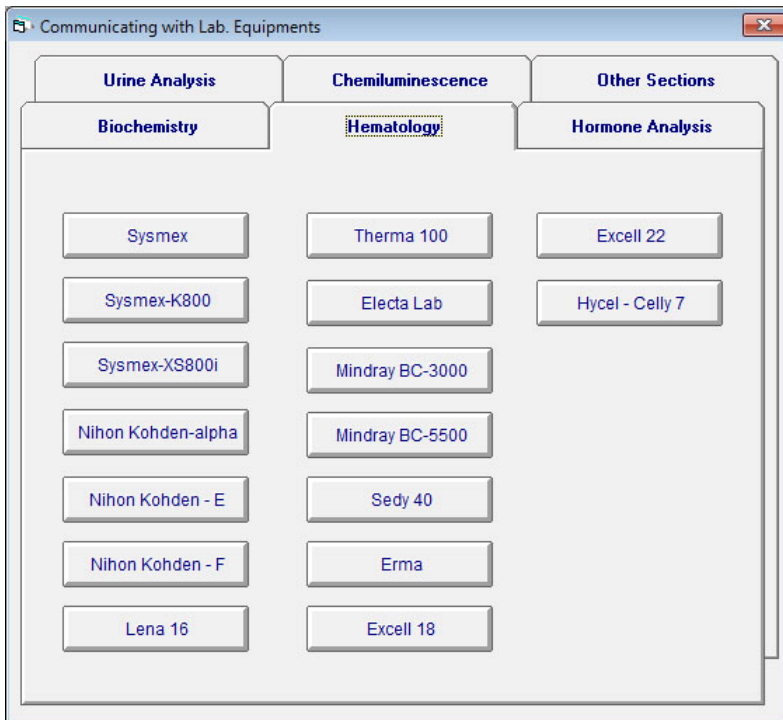 Communicating with Lab. Equipments
Urine Analysis Chemiluminescence Other Sections
Biochemistry Hematology Hormone Analysis
Sysmex Therma 100 Excell 22
Sysmex-K800 Electa Lab Hycel - Celly 7
Sysmex-XS800i Mindray BC-3000
Nihon Kohden-alpha Mindray BC-5500
Nihon Kohden - E Sedy 40
Nihon Kohden - F Erma
Lena 16 Excell 18